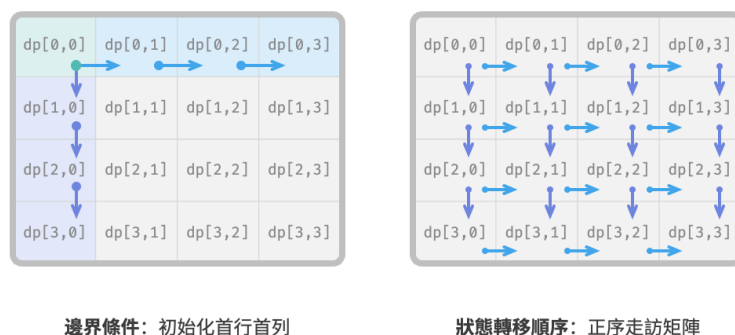 dp[0,0] dp[0,1] dp[0,2] dp[0,3]
dp[1,0] dp[1,1] dp[1,2] dp[1,3]
dp[2,0] dp[2,1] dp[2,2] dp[2,3]
dp[3,0] dp[3,1] dp[3,2] dp[3,3]
邊界條件：初始化首行首列
dp[0,0] dp[0,1] dp[0,2] dp[0,3]
dp[1,0] dp[1,1] dp[1,2] dp[1,3]
dp[2,0] dp[2,1] dp[2,2] dp[2,3]
dp[3,0] dp[3,1] dp[3,2] dp[3,3]
狀態轉移順序：正序走訪矩陣